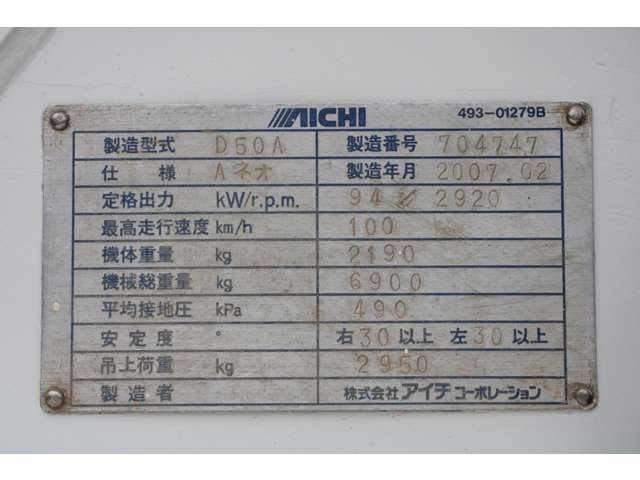 AICHI 493-01279B
製造型式 D50A 製造番号 704747
仕様 Aネオ 製造年月 2007.02
定格出力 kW/r.p.m. 94 / 2920
最高走行速度 km/h 100
機体重量 kg 2190
機械総重量 kg 6900
平均接地圧 kPa 490
安定度 ° 右30以上 左30以上
吊上荷重 kg 2950
製造者 株式会社アイチコーポレーション